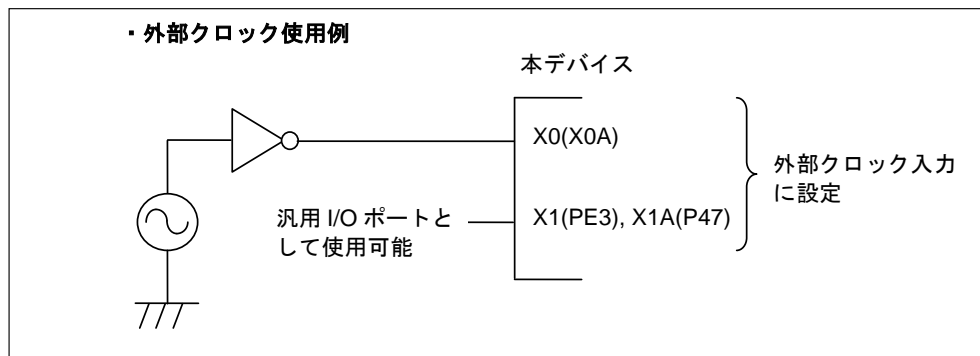 ・外部クロック使用例
本デバイス
X0(X0A)
外部クロック入力
に設定
汎用 I/O ポートと
して使用可能
X1(PE3), X1A(P47)